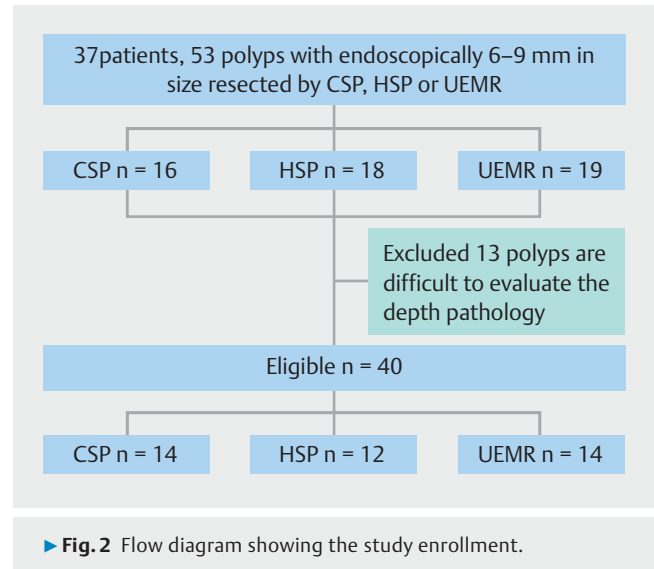 37patients, 53 polyps with endoscopically 6–9 mm in
size resected by CSP, HSP or UEMR
CSP n = 16
HSP n = 18
UEMR n = 19
Excluded 13 polyps are
difficult to evaluate the
depth pathology
Eligible n = 40
CSP n = 14
HSP n = 12
UEMR n = 14
▶ Fig. 2 Flow diagram showing the study enrollment.